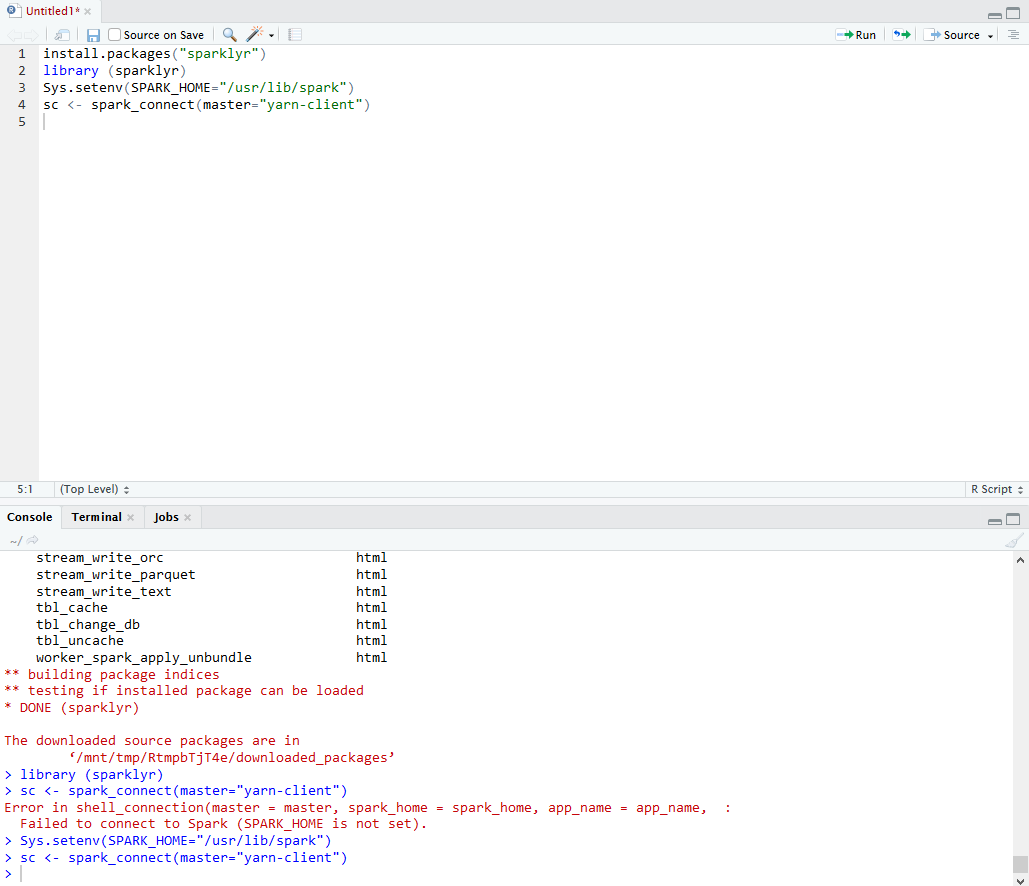 Untitled1*
Source on Save
Run
Source
1 install.packages("sparklyr")
2 library (sparklyr)
3 Sys.setenv(SPARK_HOME="/usr/lib/spark")
4 sc <- spark_connect(master="yarn-client")
5
5:1 (Top Level) R Script
Console Terminal Jobs
~/
stream_write_orc html
stream_write_parquet html
stream_write_text html
tbl_cache html
tbl_change_db html
tbl_uncache html
worker_spark_apply_unbundle html
** building package indices
** testing if installed package can be loaded
* DONE (sparklyr)
The downloaded source packages are in
‘/mnt/tmp/RtmpbTjT4e/downloaded_packages’
> library (sparklyr)
> sc <- spark_connect(master="yarn-client")
Error in shell_connection(master = master, spark_home = spark_home, app_name = app_name,  :
Failed to connect to Spark (SPARK_HOME is not set).
> Sys.setenv(SPARK_HOME="/usr/lib/spark")
> sc <- spark_connect(master="yarn-client")
>